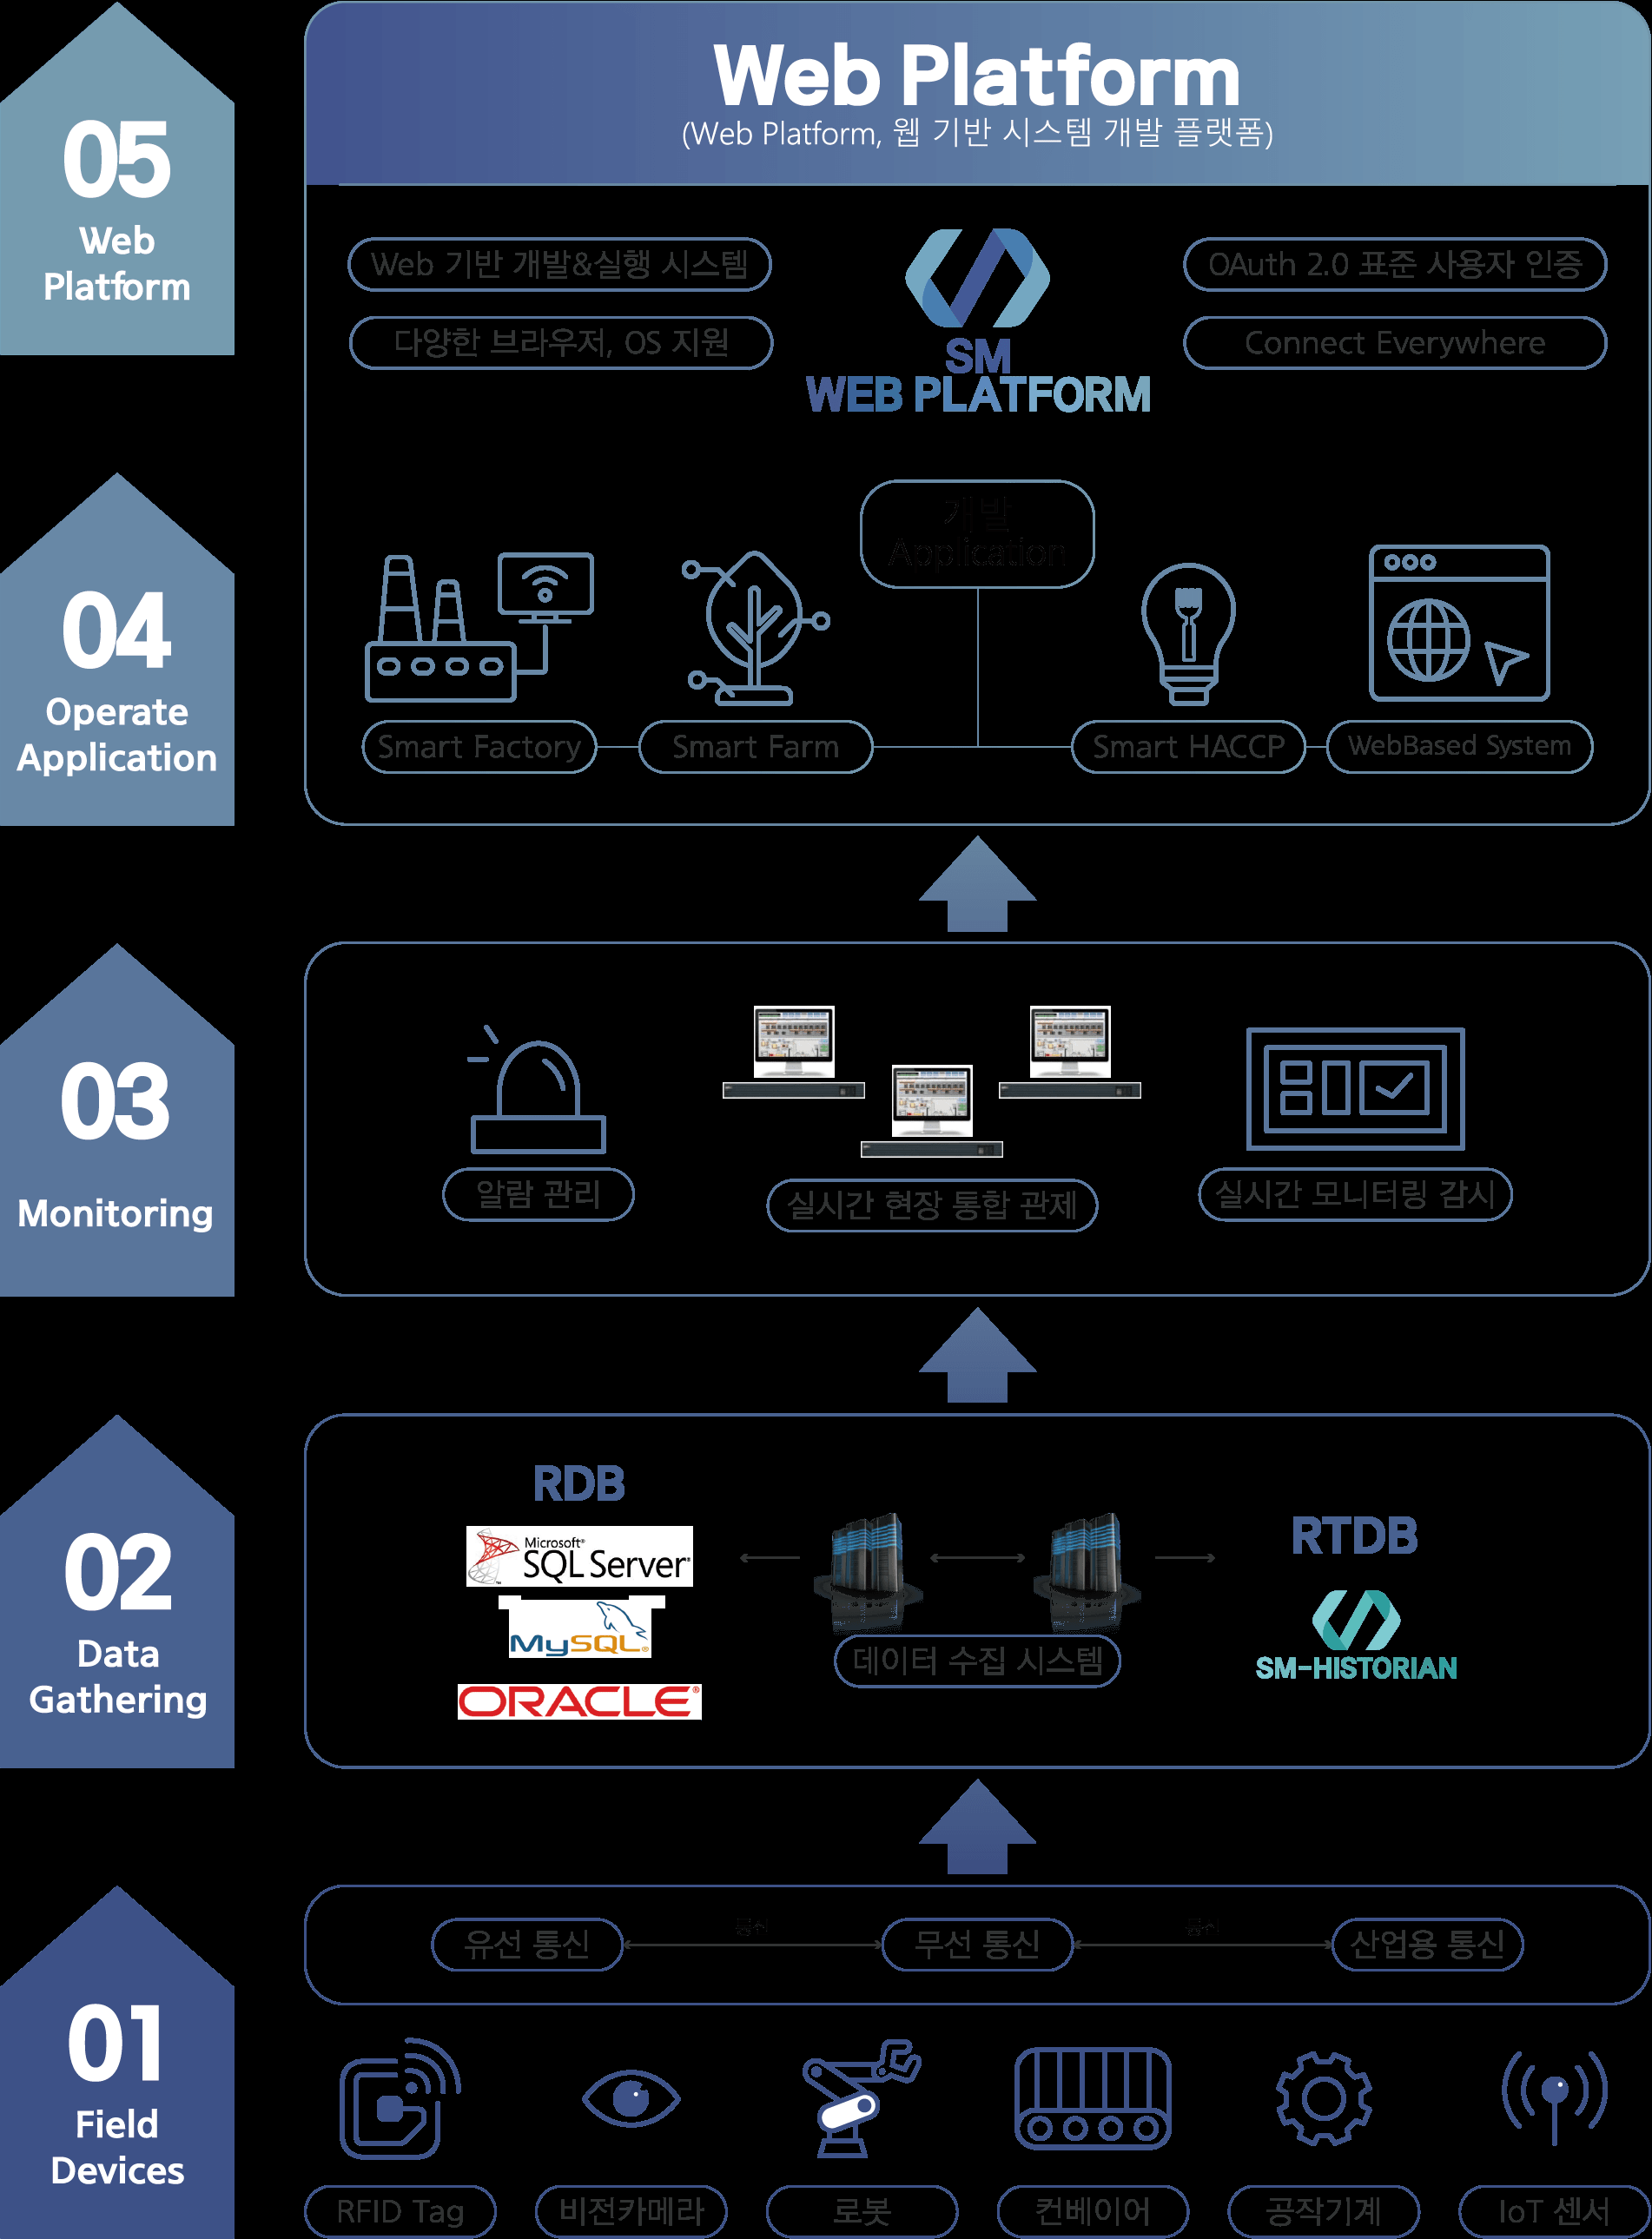 05
Web
Platform
Web Platform
(Web Platform, 웹 기반 시스템 개발 플랫폼)
Web 기반 개발&실행 시스템
다양한 브라우저, OS 지원
SM
WEB PLATFORM
OAuth 2.0 표준 사용자 인증
Connect Everywhere
04
Operate
Application
개발
Application
Smart Factory
Smart Farm
Smart HACCP
WebBased System
03
Monitoring
알람 관리
실시간 현장 통합 관제
실시간 모니터링 감시
02
Data
Gathering
RDB
Microsoft®
SQL Server®
MySQL®
ORACLE®
데이터 수집 시스템
RTDB
SM-HISTORIAN
01
Field
Devices
유선 통신
통신
무선 통신
통신
산업용 통신
RFID Tag
비전카메라
로봇
컨베이어
공작기계
IoT 센서